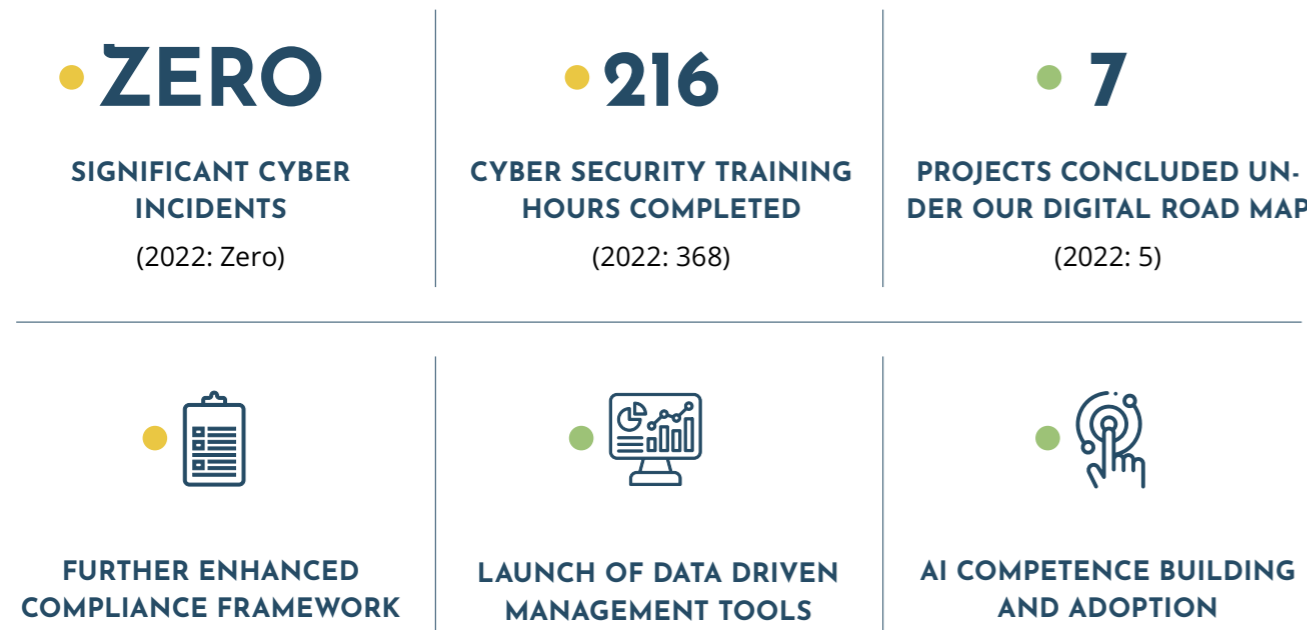 ZERO
SIGNIFICANT CYBER
INCIDENTS
(2022: Zero)
216
CYBER SECURITY TRAINING
HOURS COMPLETED
(2022: 368)
7
PROJECTS CONCLUDED UN-
DER OUR DIGITAL ROAD MAP
(2022: 5)
FURTHER ENHANCED
COMPLIANCE FRAMEWORK
LAUNCH OF DATA DRIVEN
MANAGEMENT TOOLS
AI COMPETENCE BUILDING
AND ADOPTION